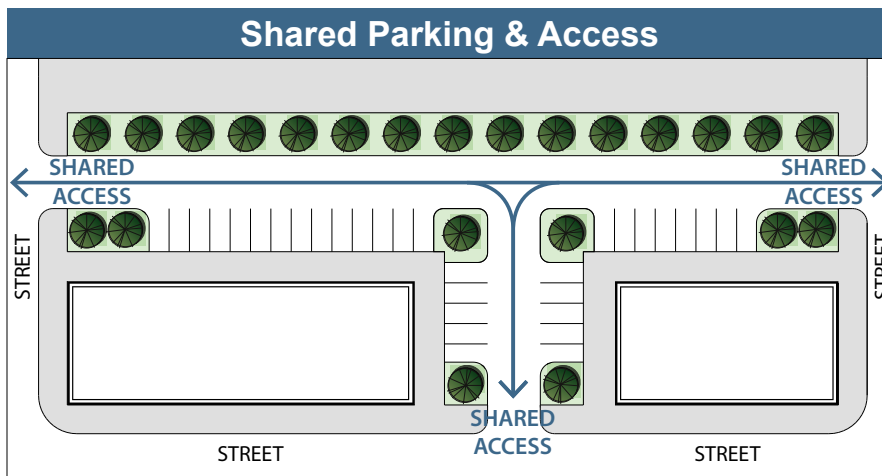 Shared Parking & Access
SHARED
ACCESS
SHARED
ACCESS
STREET
STREET
SHARED
ACCESS
STREET
STREET